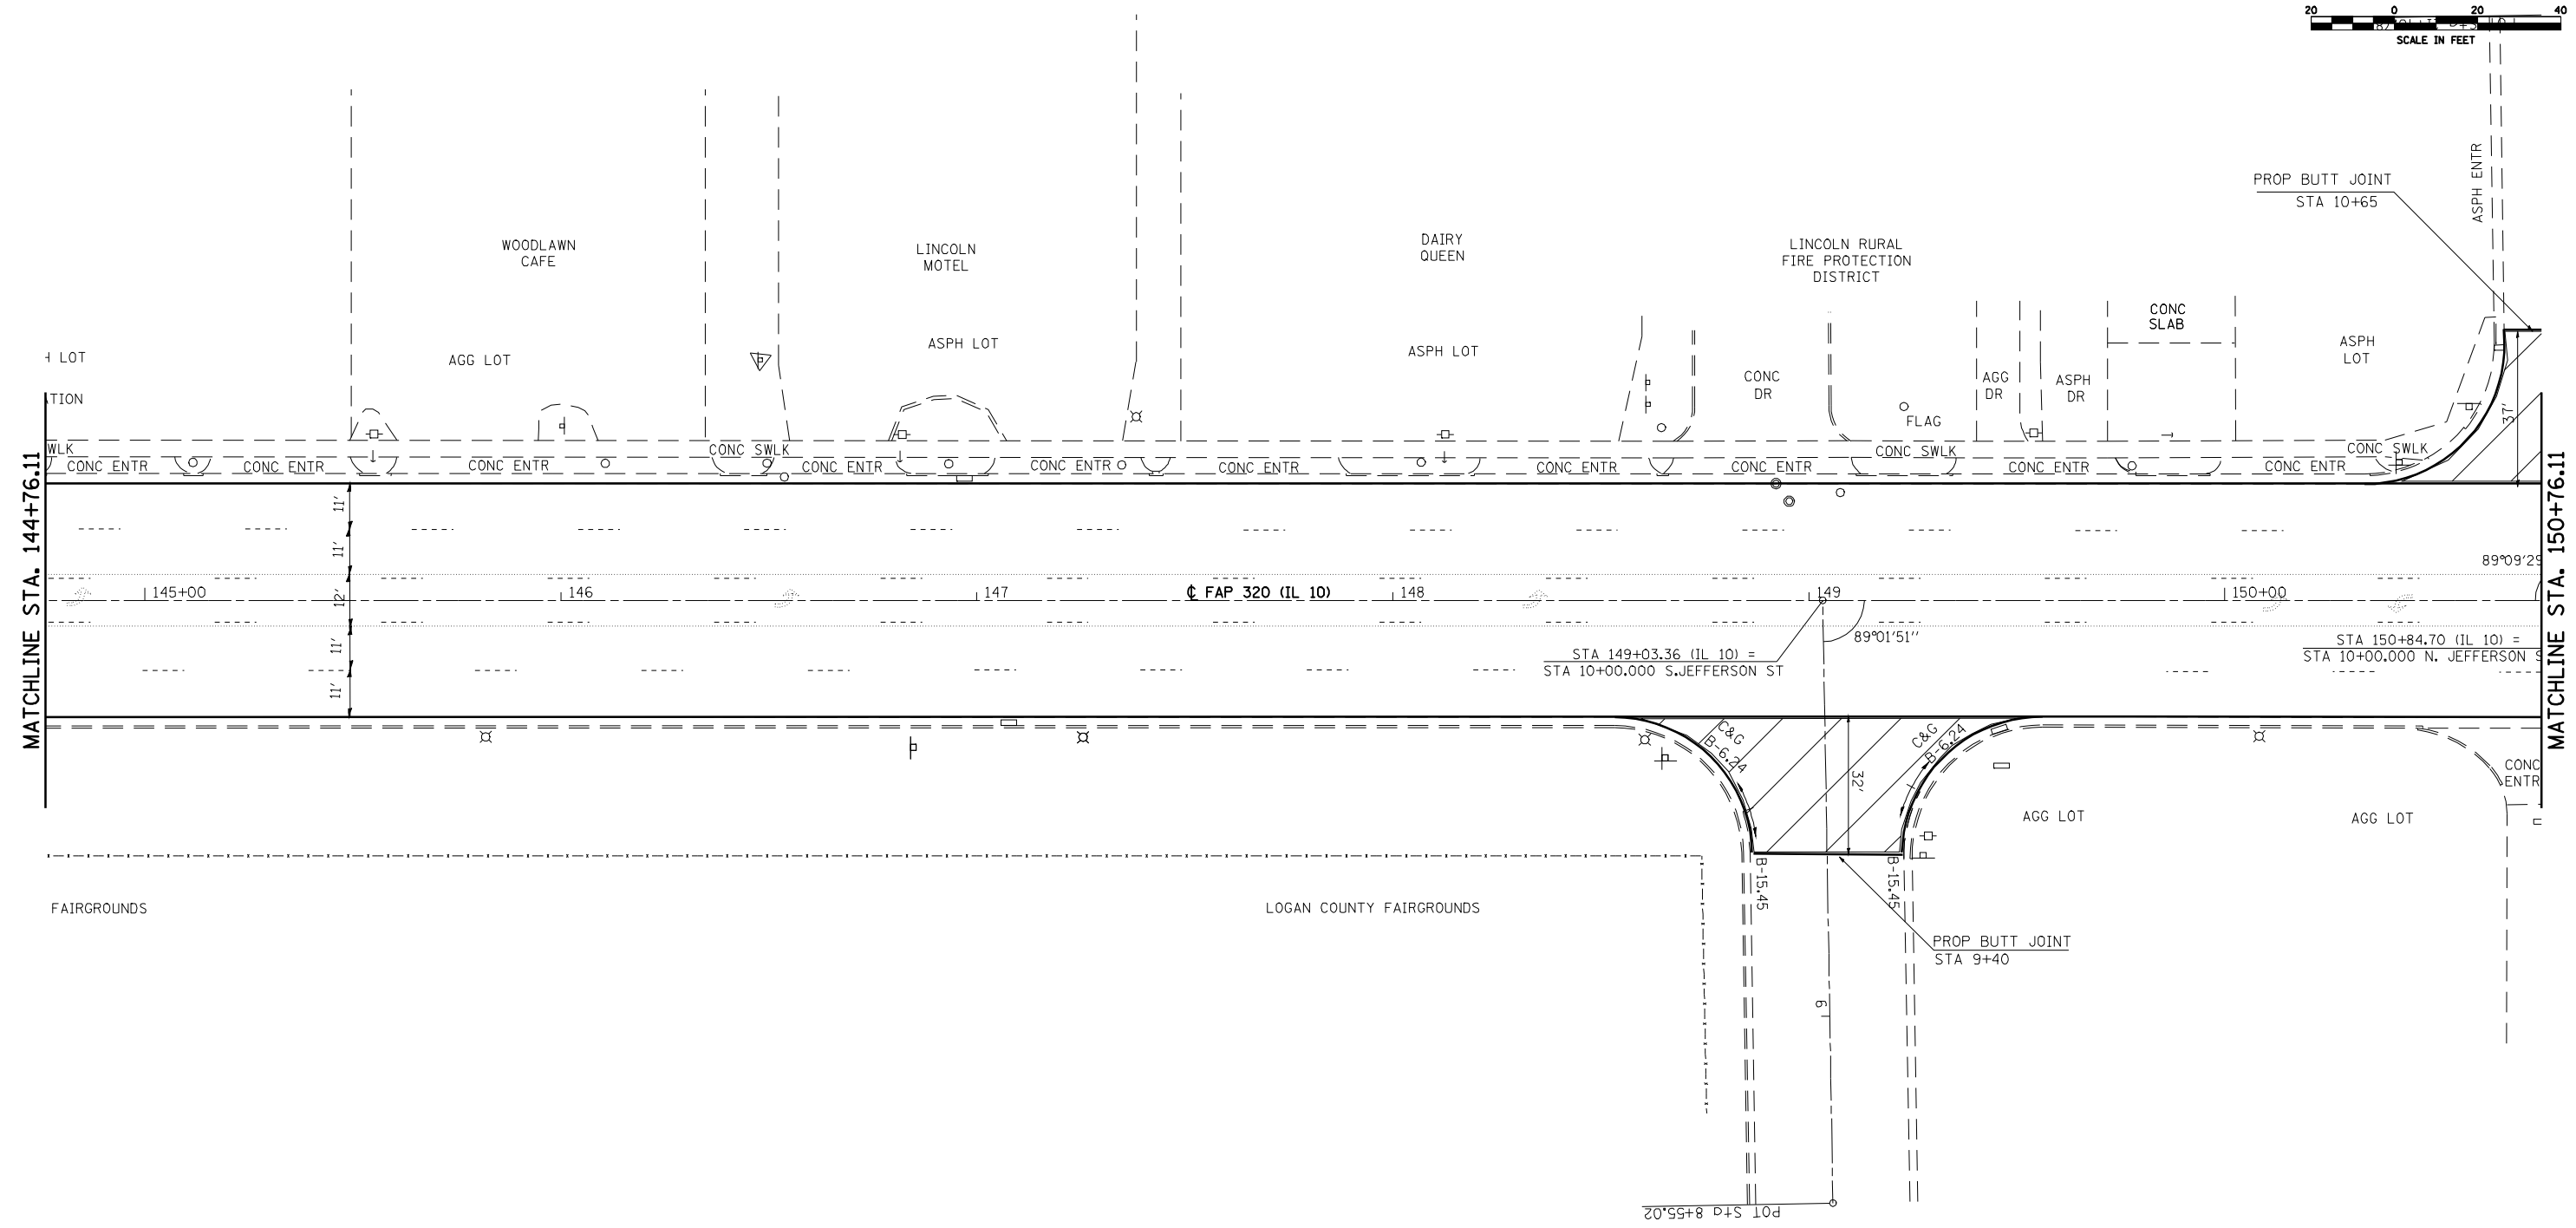 20 0 20 40
SCALE IN FEET
PROP BUTT JOINT
STA 10+65
ASPH ENTR
WOODLAWN
CAFE
LINCOLN
MOTEL
DAIRY
QUEEN
LINCOLN RURAL
FIRE PROTECTION
DISTRICT
CONC
SLAB
H LOT
AGG LOT
ASPH LOT
ASPH LOT
ASPH
LOT
CONC
DR
AGG
DR
ASPH
DR
ATION
FLAG
37'
WLK
CONC SWLK
CONC SWLK
CONC SWLK
CONC ENTR
CONC ENTR
CONC ENTR
CONC ENTR
CONC ENTR
CONC ENTR
CONC ENTR
CONC ENTR
CONC ENTR
CONC ENTR
MATCHLINE STA. 144+76.11
MATCHLINE STA. 150+76.11
11'
11'
12'
11'
11'
145+00
146
147
℄ FAP 320 (IL 10)
148
149
150+00
89°09'29
89°01'51''
STA 149+03.36 (IL 10) =
STA 10+00.000 S.JEFFERSON ST
STA 150+84.70 (IL 10) =
STA 10+00.000 N. JEFFERSON S
C&G
B-6.24
C&G
B-6.24
32'
CONC
ENTR
AGG LOT
AGG LOT
B-15.45
B-15.45
FAIRGROUNDS
LOGAN COUNTY FAIRGROUNDS
PROP BUTT JOINT
STA 9+40
9
POT Sta 8+55.02